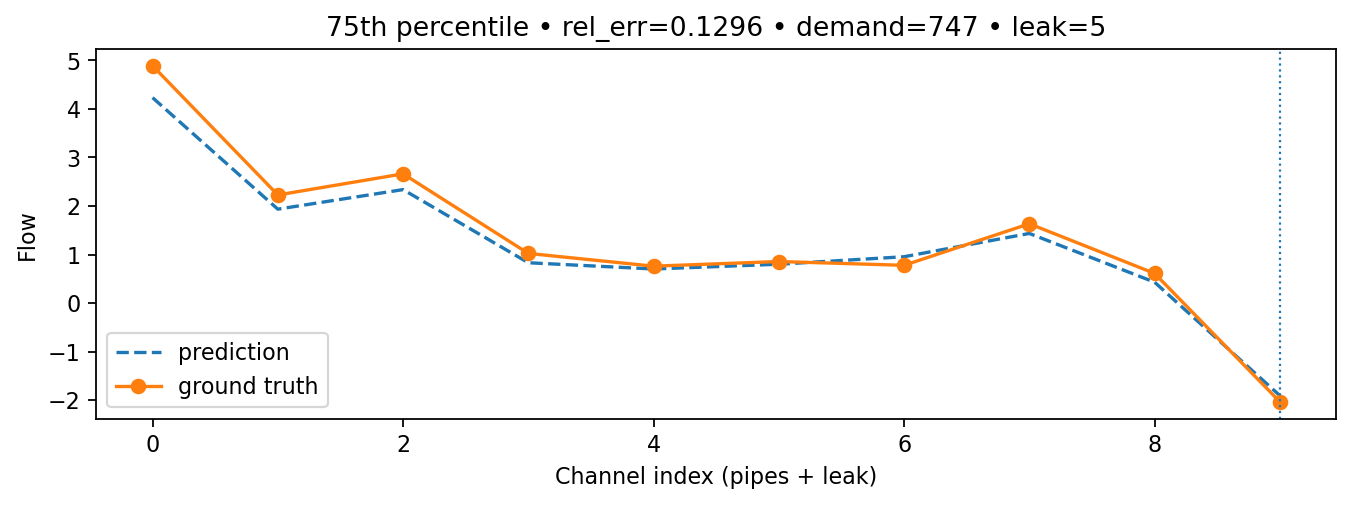 75th percentile • rel_err=0.1296 • demand=747 • leak=5
5
4
3
2
1
0
−1
−2
Flow
prediction
ground truth
0
2
4
6
8
Channel index (pipes + leak)